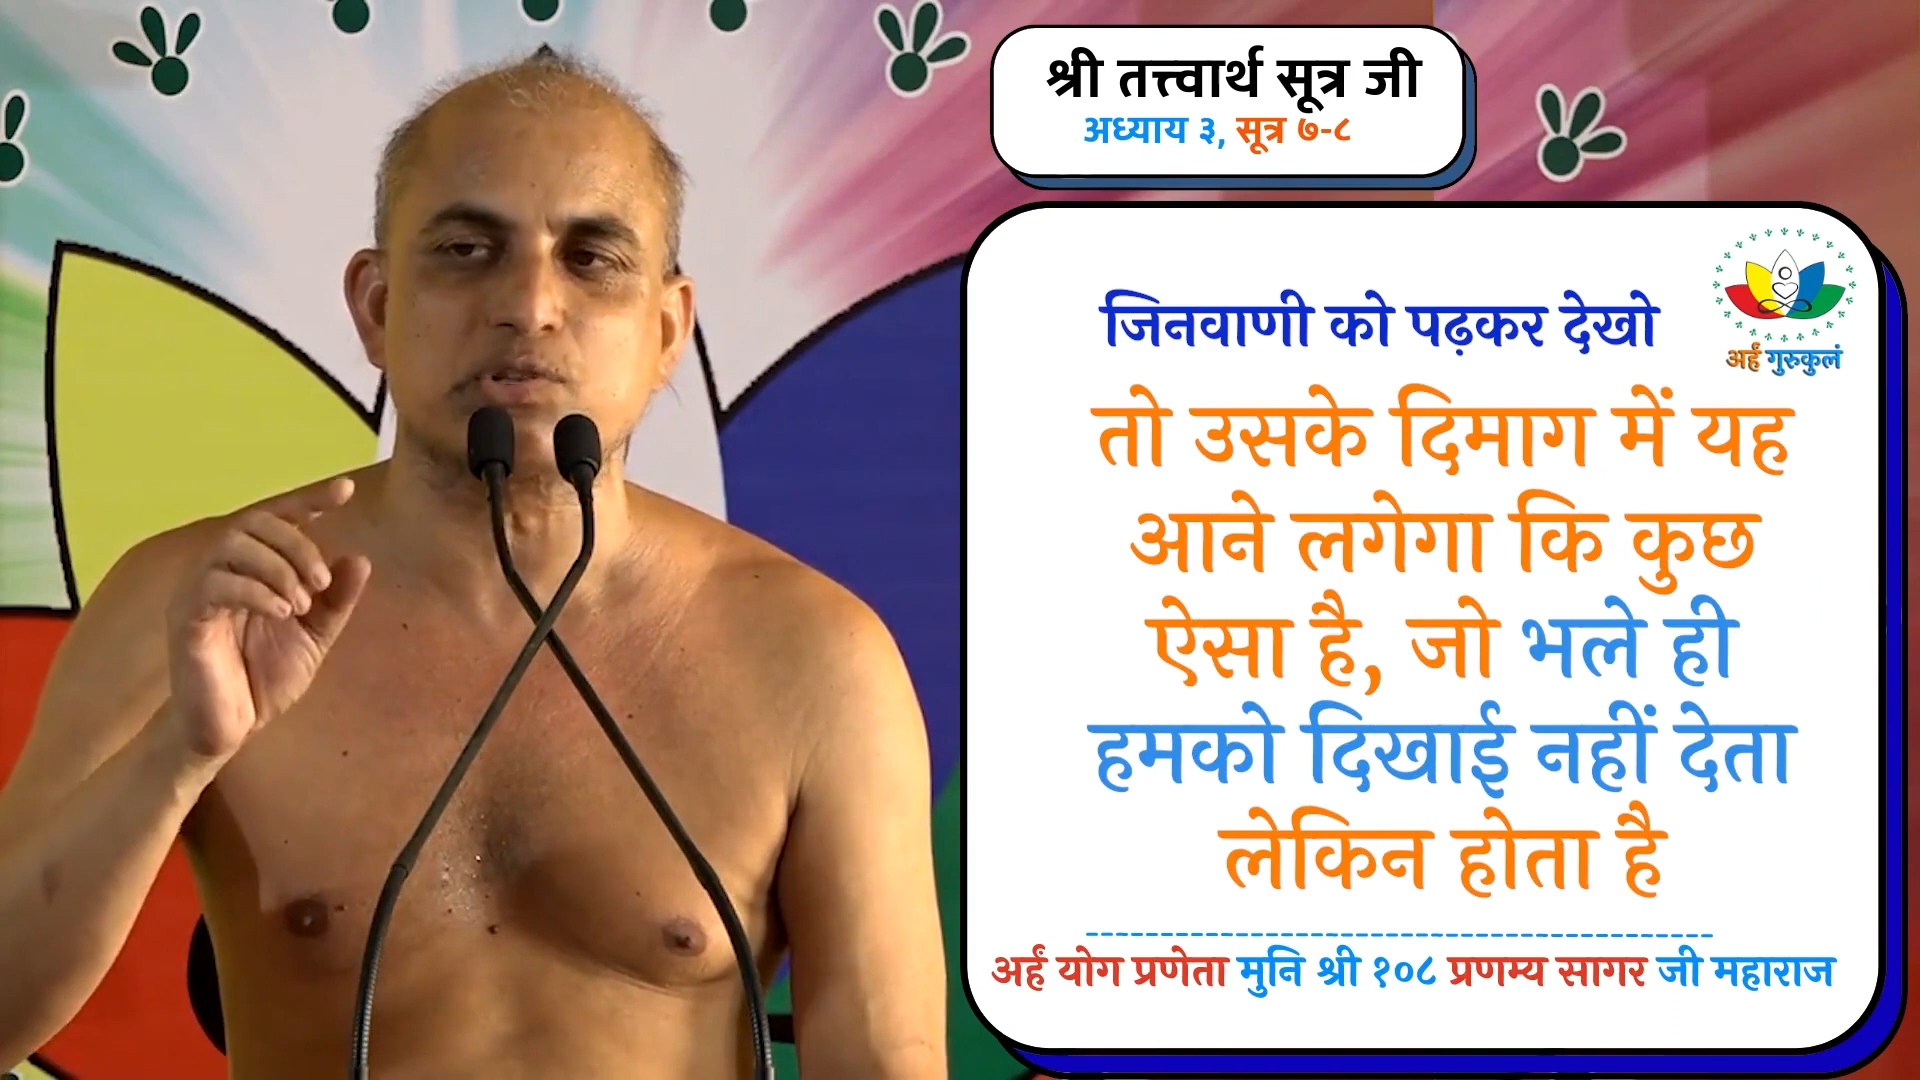 श्री तत्त्वार्थ सूत्र जी
अध्याय ३, सूत्र ७-८
जिनवाणी को पढ़कर देखो
अर्हं गुरुकुलं
तो उसके दिमाग में यह
आने लगेगा कि कुछ
ऐसा है, जो भले ही
हमको दिखाई नहीं देता
लेकिन होता है
अर्हं योग प्रणेता मुनि श्री १०८ प्रणम्य सागर जी महाराज